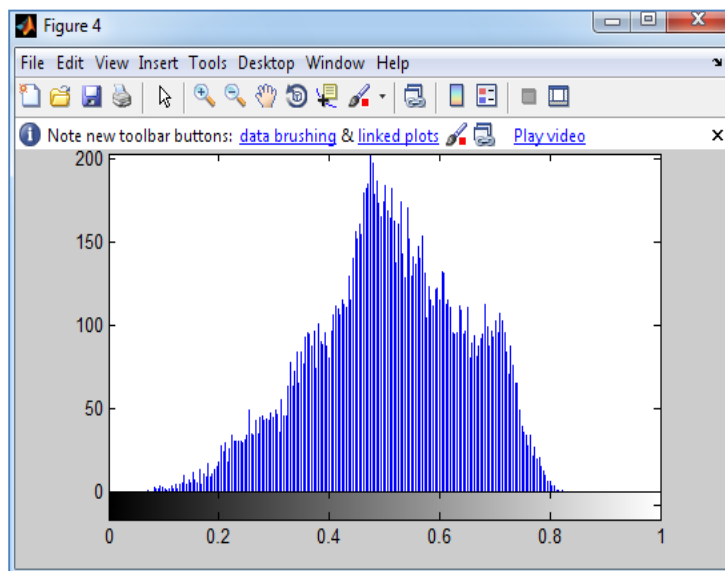 Figure 4
File Edit View Insert Tools Desktop Window Help
Note new toolbar buttons: data brushing & linked plots Play video
200
150
100
50
0
0 0.2 0.4 0.6 0.8 1